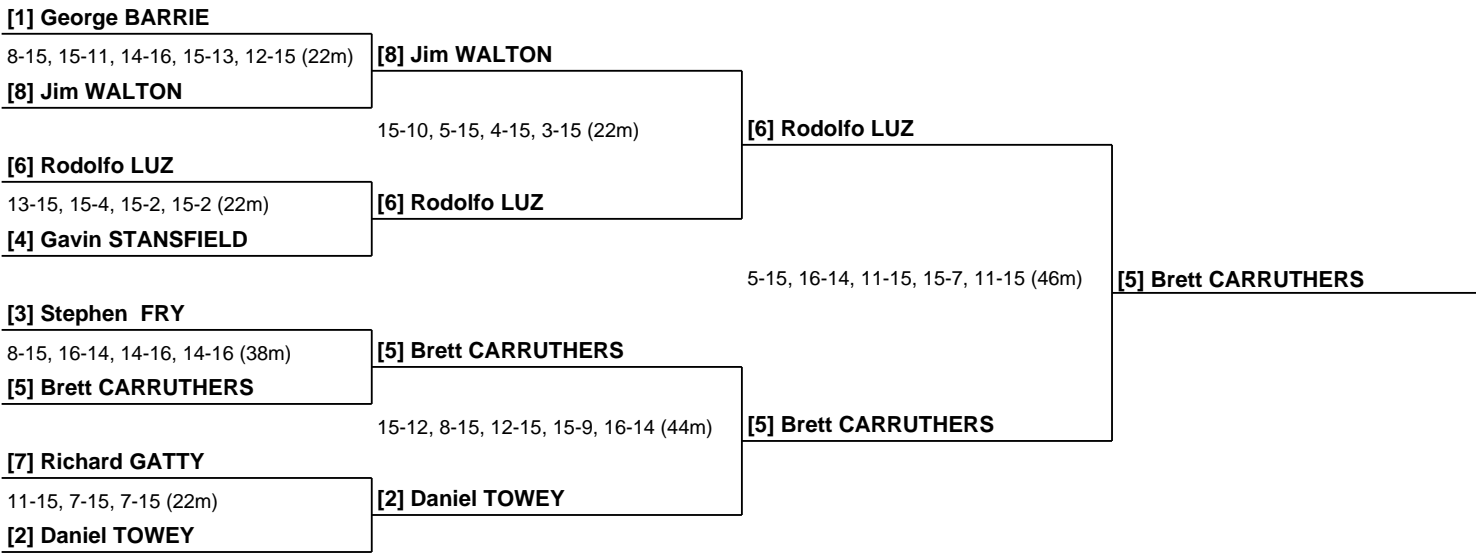 [1] George BARRIE
8-15, 15-11, 14-16, 15-13, 12-15 (22m)
[8] Jim WALTON
[8] Jim WALTON
15-10, 5-15, 4-15, 3-15 (22m)
[6] Rodolfo LUZ
[6] Rodolfo LUZ
13-15, 15-4, 15-2, 15-2 (22m)
[6] Rodolfo LUZ
[4] Gavin STANSFIELD
5-15, 16-14, 11-15, 15-7, 11-15 (46m)
[5] Brett CARRUTHERS
[3] Stephen  FRY
8-15, 16-14, 14-16, 14-16 (38m)
[5] Brett CARRUTHERS
[5] Brett CARRUTHERS
15-12, 8-15, 12-15, 15-9, 16-14 (44m)
[5] Brett CARRUTHERS
[7] Richard GATTY
11-15, 7-15, 7-15 (22m)
[2] Daniel TOWEY
[2] Daniel TOWEY